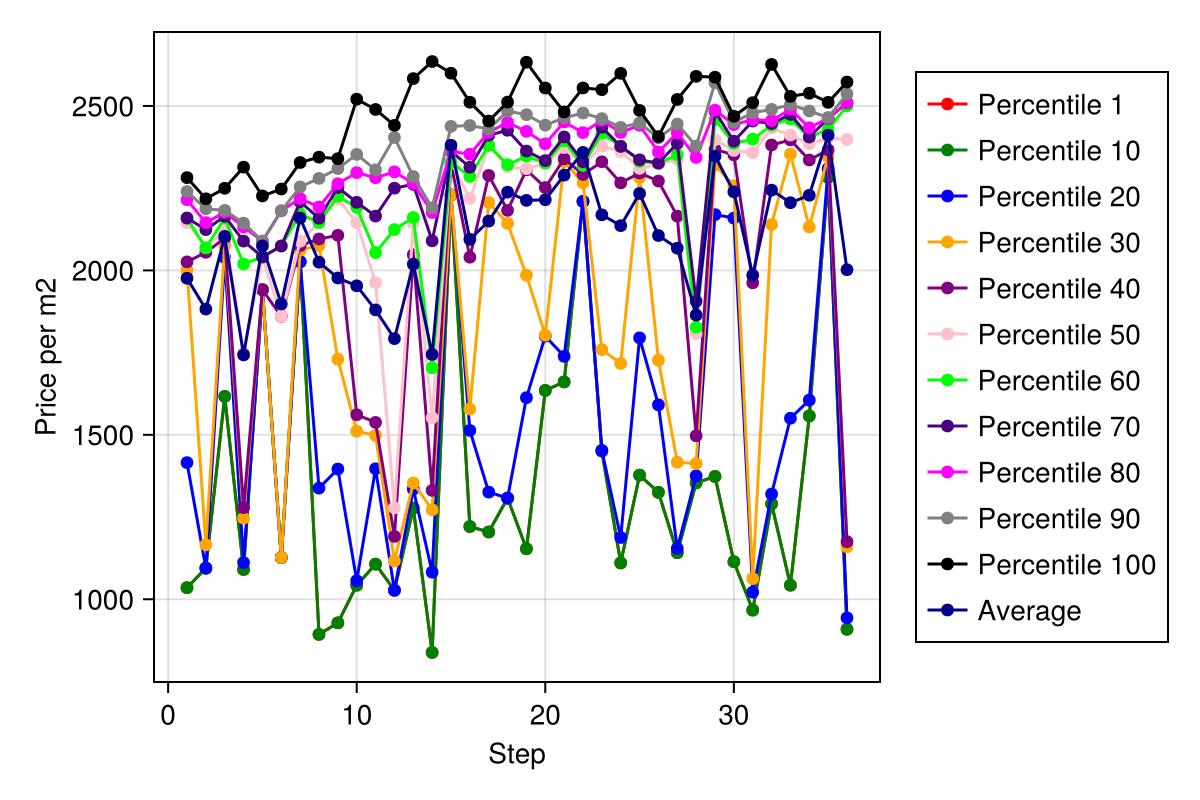 2500
2000
1500
1000
Price per m2
0
10
20
30
Step
Percentile 1
Percentile 10
Percentile 20
Percentile 30
Percentile 40
Percentile 50
Percentile 60
Percentile 70
Percentile 80
Percentile 90
Percentile 100
Average